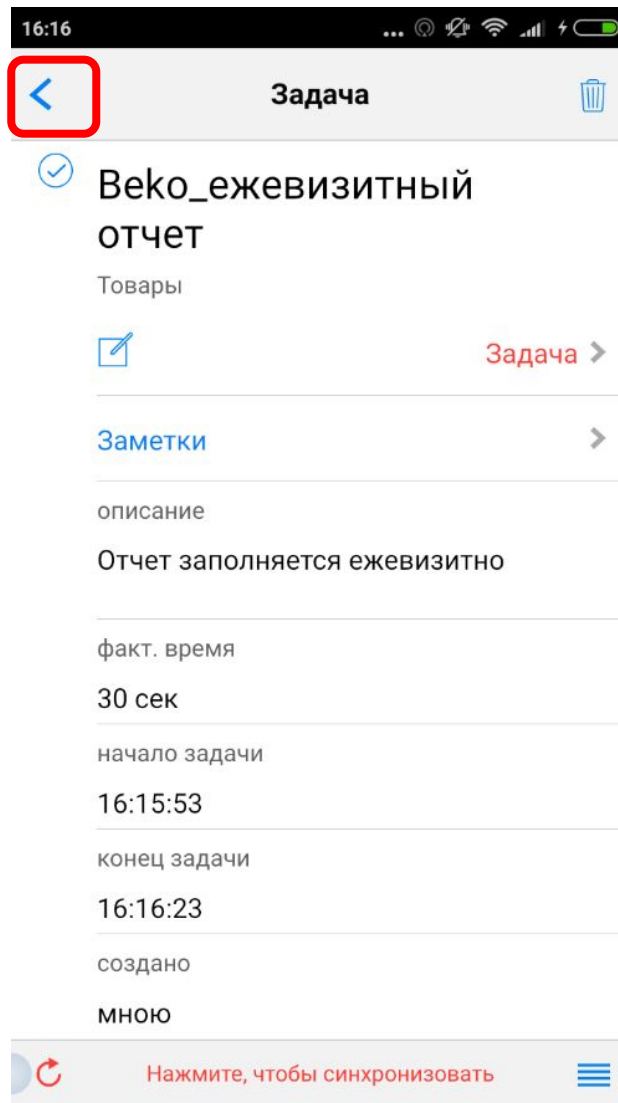 16:16
Задача
Beko_ежевизитный
отчет
Товары
Задача
Заметки
описание
Отчет заполняется ежевизитно
факт. время
30 сек
начало задачи
16:15:53
конец задачи
16:16:23
создано
мною
Нажмите, чтобы синхронизовать